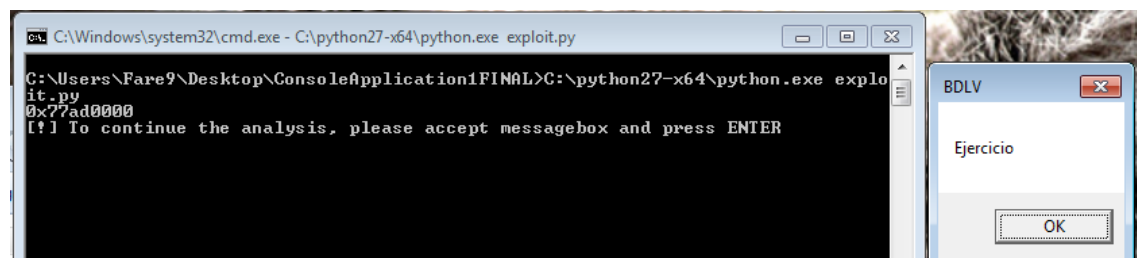 C:\Windows\system32\cmd.exe - C:\python27-x64\python.exe exploit.py
C:\Users\Fare9\Desktop\ConsoleApplication1FINAL>C:\python27-x64\python.exe explo
it.py
0x77ad0000
[!] To continue the analysis, please accept messagebox and press ENTER
BDLV
Ejercicio
OK